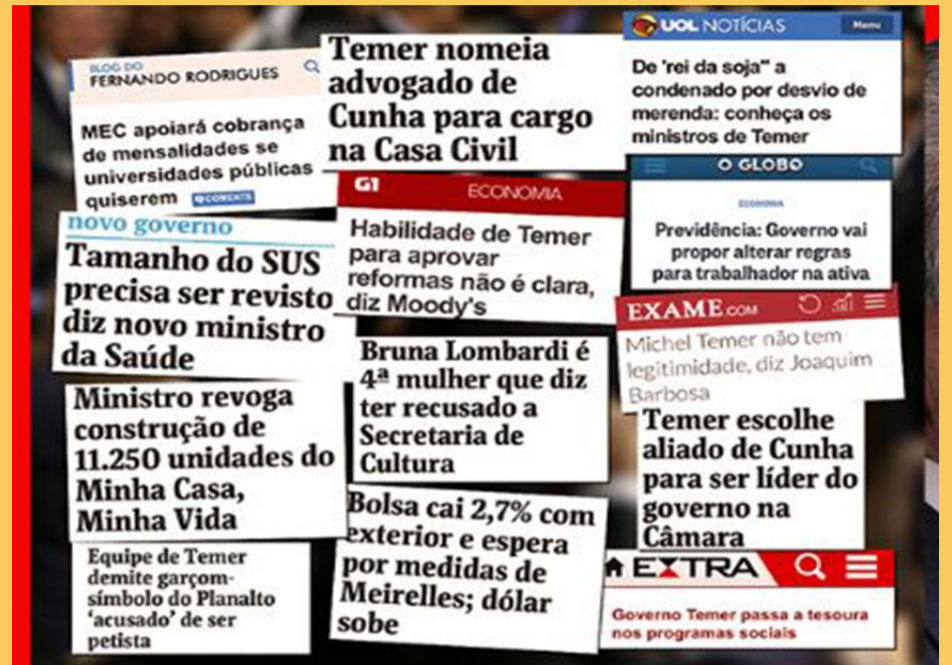 BLOG DO
FERNANDO RODRIGUES
MEC apoiará cobrança
de mensalidades se
universidades públicas
quiserem
COMENTE
Temer nomeia
advogado de
Cunha para cargo
na Casa Civil
UOL NOTÍCIAS
Menu
De 'rei da soja" a
condenado por desvio de
merenda: conheça os
ministros de Temer
novo governo
Tamanho do SUS
precisa ser revisto
diz novo ministro
da Saúde
G1
ECONOMIA
Habilidade de Temer
para aprovar
reformas não é clara,
diz Moody's
O GLOBO
ECONOMIA
Previdência: Governo vai
propor alterar regras
para trabalhador na ativa
EXAME.COM
Michel Temer não tem
legitimidade, diz Joaquim
Barbosa
Ministro revoga
construção de
11.250 unidades do
Minha Casa,
Minha Vida
Bruna Lombardi é
4ª mulher que diz
ter recusado a
Secretaria de
Cultura
Temer escolhe
aliado de Cunha
para ser líder do
governo na
Câmara
Equipe de Temer
demite garçom-
símbolo do Planalto
'acusado' de ser
petista
Bolsa cai 2,7% com
exterior e espera
por medidas de
Meirelles; dólar
sobe
EXTRA
Governo Temer passa a tesoura
nos programas sociais